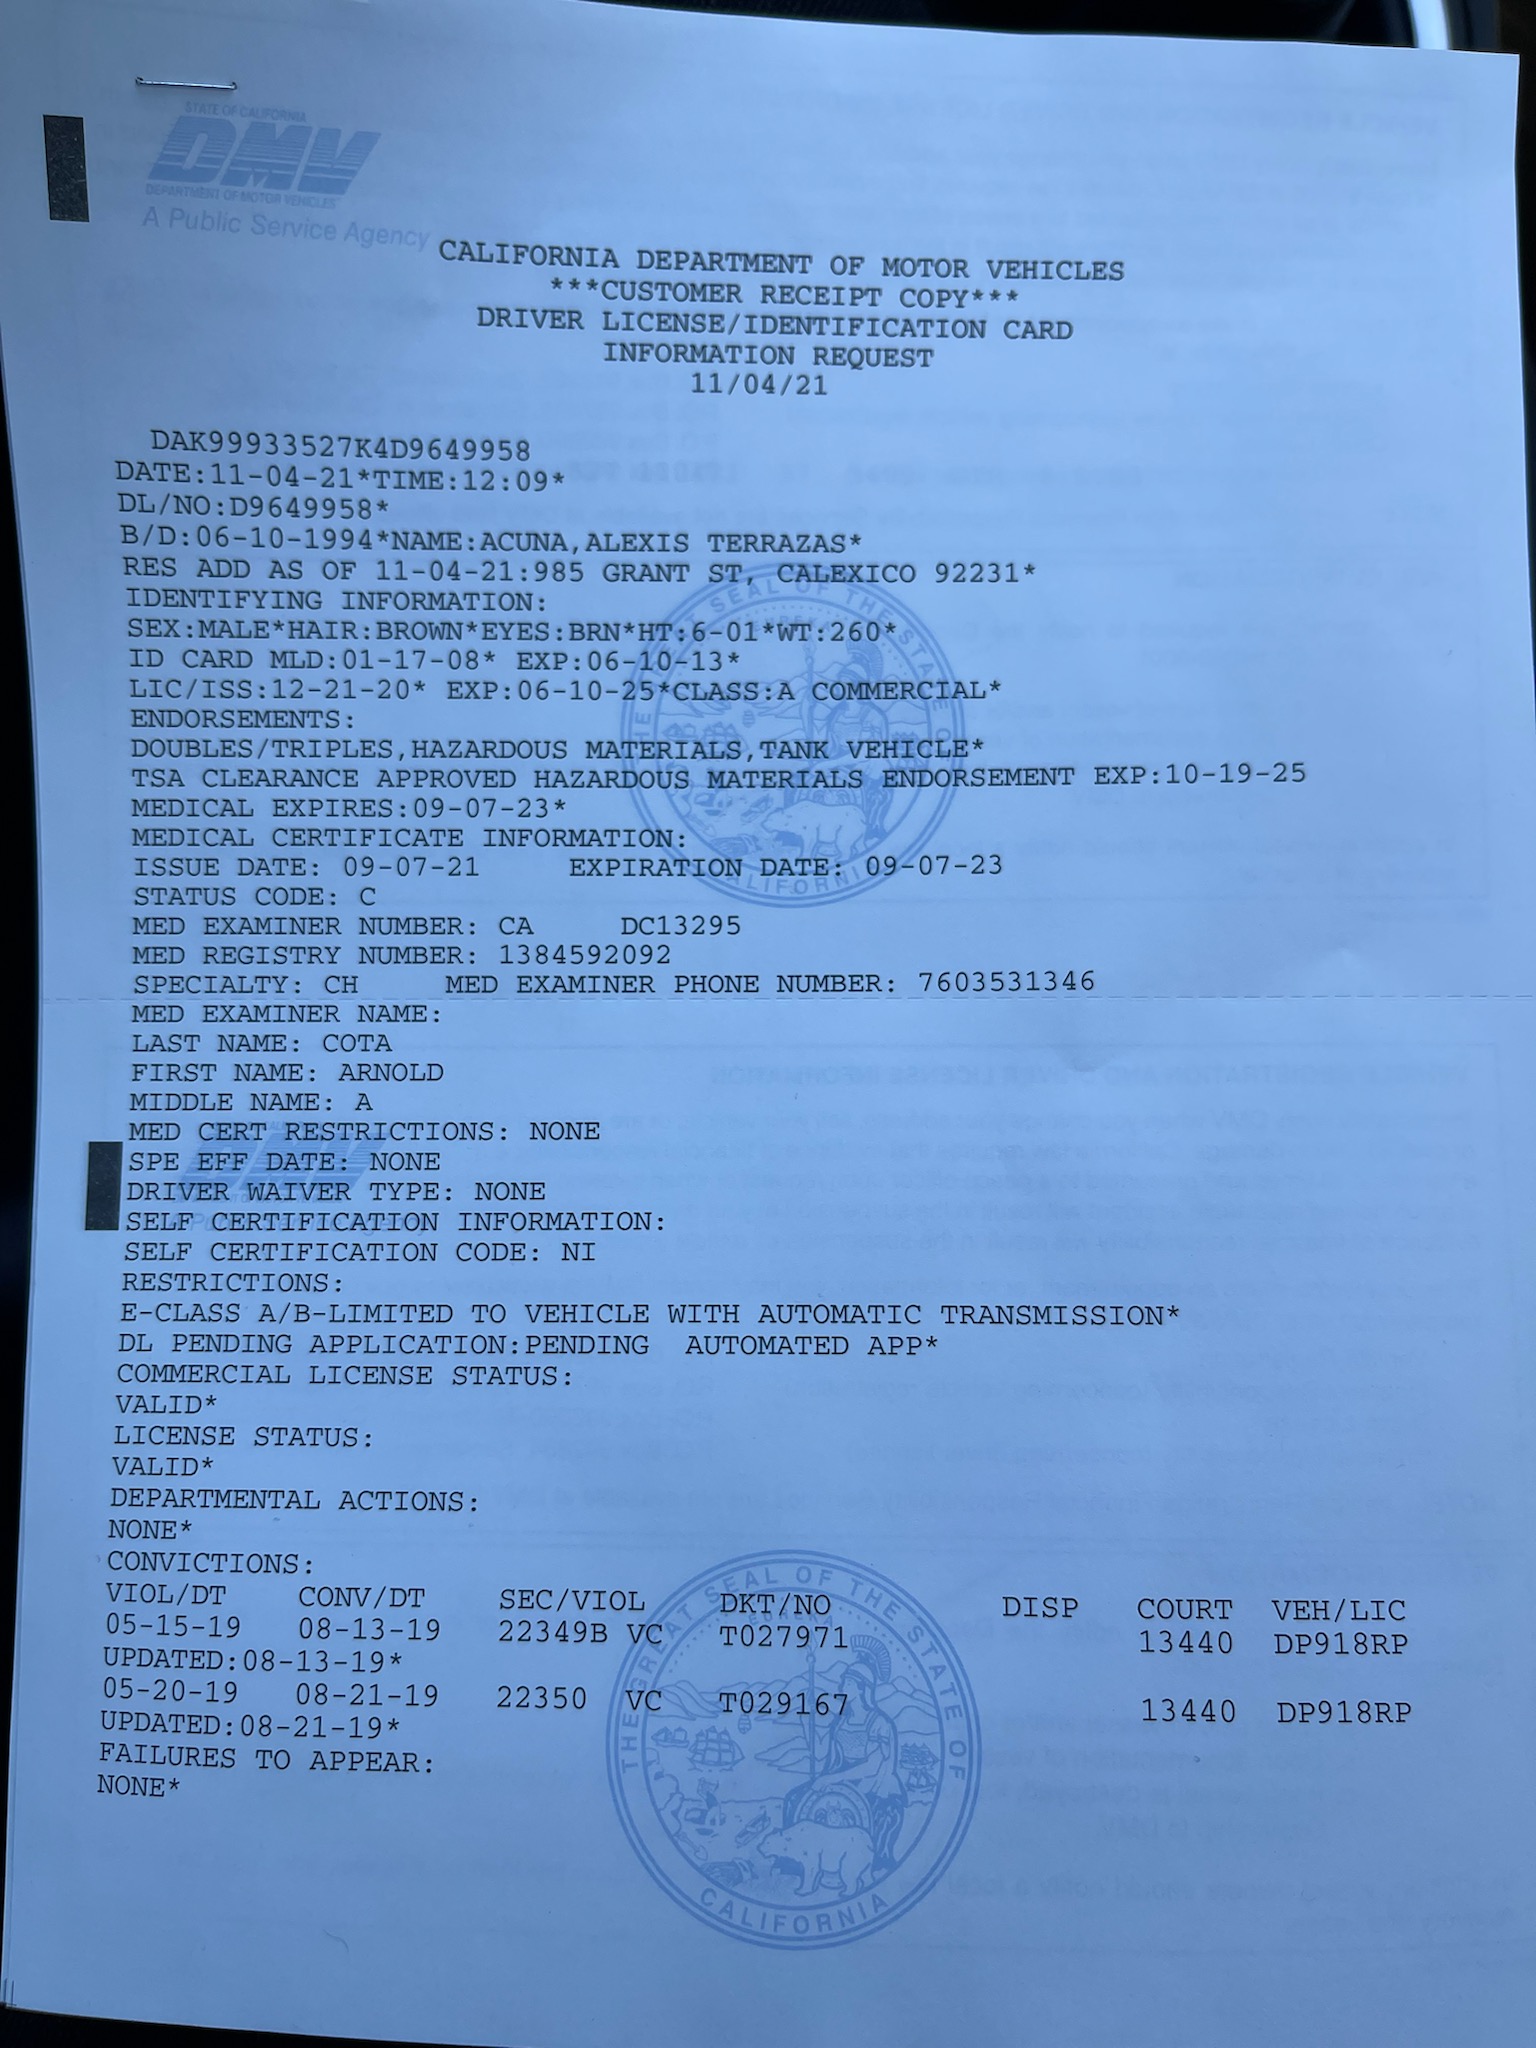 STATE OF CALIFORNIA
DMV
DEPARTMENT OF MOTOR VEHICLES
A Public Service Agency
CALIFORNIA DEPARTMENT OF MOTOR VEHICLES
***CUSTOMER RECEIPT COPY***
DRIVER LICENSE/IDENTIFICATION CARD
INFORMATION REQUEST
11/04/21
DAK99933527K4D9649958
DATE:11-04-21*TIME:12:09*
DL/NO:D9649958*
B/D:06-10-1994*NAME:ACUNA,ALEXIS TERRAZAS*
RES ADD AS OF 11-04-21:985 GRANT ST, CALEXICO 92231*
IDENTIFYING INFORMATION:
SEX:MALE*HAIR:BROWN*EYES:BRN*HT:6-01*WT:260*
ID CARD MLD:01-17-08* EXP:06-10-13*
LIC/ISS:12-21-20* EXP:06-10-25*CLASS:A COMMERCIAL*
ENDORSEMENTS:
DOUBLES/TRIPLES,HAZARDOUS MATERIALS,TANK VEHICLE*
TSA CLEARANCE APPROVED HAZARDOUS MATERIALS ENDORSEMENT EXP:10-19-25
MEDICAL EXPIRES:09-07-23*
MEDICAL CERTIFICATE INFORMATION:
ISSUE DATE: 09-07-21 EXPIRATION DATE: 09-07-23
STATUS CODE: C
MED EXAMINER NUMBER: CA DC13295
MED REGISTRY NUMBER: 1384592092
SPECIALTY: CH MED EXAMINER PHONE NUMBER: 7603531346
MED EXAMINER NAME:
LAST NAME: COTA
FIRST NAME: ARNOLD
MIDDLE NAME: A
MED CERT RESTRICTIONS: NONE
SPE EFF DATE: NONE
DRIVER WAIVER TYPE: NONE
SELF CERTIFICATION INFORMATION:
SELF CERTIFICATION CODE: NI
RESTRICTIONS:
E-CLASS A/B-LIMITED TO VEHICLE WITH AUTOMATIC TRANSMISSION*
DL PENDING APPLICATION:PENDING AUTOMATED APP*
COMMERCIAL LICENSE STATUS:
VALID*
LICENSE STATUS:
VALID*
DEPARTMENTAL ACTIONS:
NONE*
CONVICTIONS:
VIOL/DT CONV/DT SEC/VIOL DKT/NO DISP COURT VEH/LIC
05-15-19 08-13-19 22349B VC T027971 13440 DP918RP
UPDATED:08-13-19*
05-20-19 08-21-19 22350 VC T029167 13440 DP918RP
UPDATED:08-21-19*
FAILURES TO APPEAR:
NONE*
THE GREAT SEAL OF THE STATE OF CALIFORNIA
EUREKA